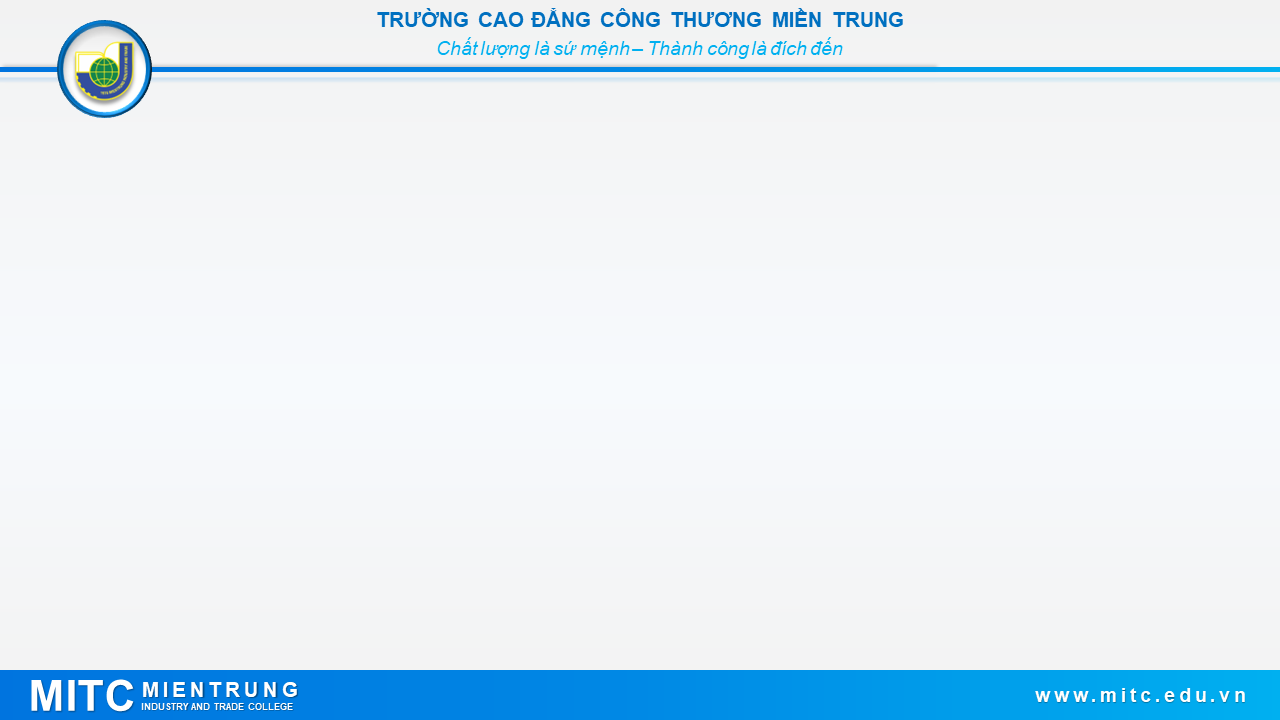 TRƯỜNG CAO ĐẲNG CÔNG THƯƠNG MIỀN TRUNG
Chất lượng là sứ mệnh – Thành công là đích đến
MITC MIENTRUNG
INDUSTRY AND TRADE COLLEGE
www.mitc.edu.vn